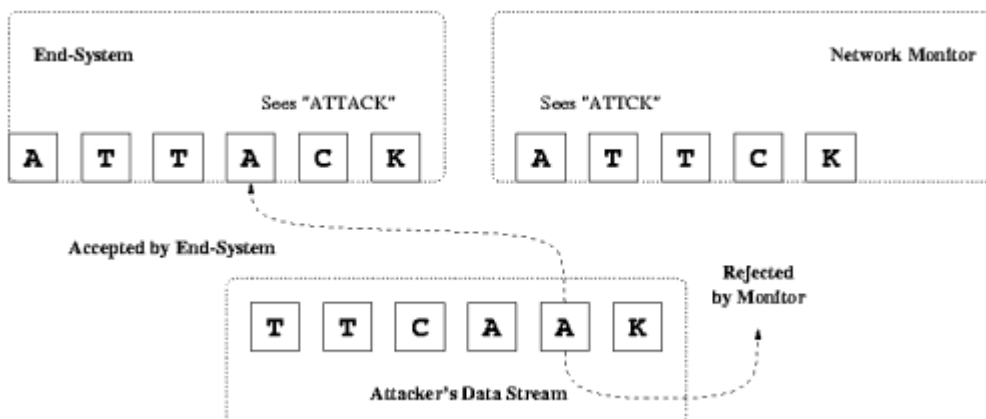 End-System
Network Monitor
Sees "ATTACK"
Sees "ATTCK"
A T T A C K
A T T C K
Accepted by End-System
Rejected
by Monitor
T T C A A K
Attacker's Data Stream